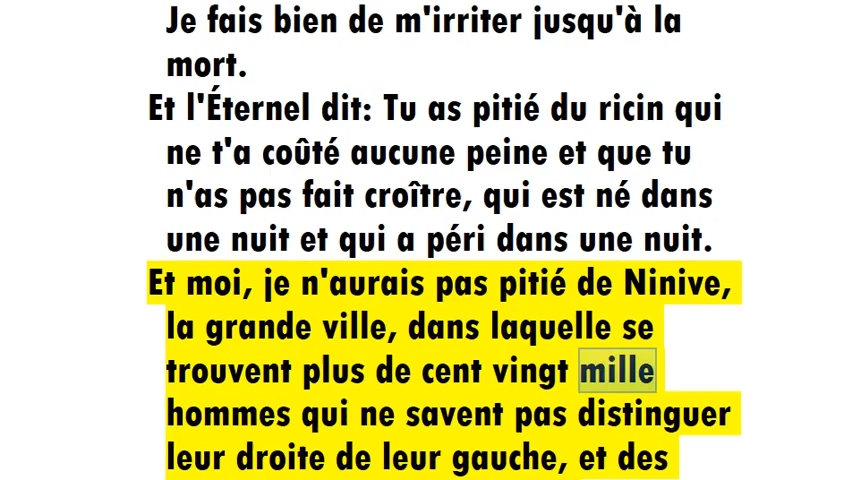 Je fais bien de m'irriter jusqu'à la
mort.
Et l'Éternel dit: Tu as pitié du ricin qui
ne t'a coûté aucune peine et que tu
n'as pas fait croître, qui est né dans
une nuit et qui a péri dans une nuit.
Et moi, je n'aurais pas pitié de Ninive,
la grande ville, dans laquelle se
trouvent plus de cent vingt mille
hommes qui ne savent pas distinguer
leur droite de leur gauche, et des